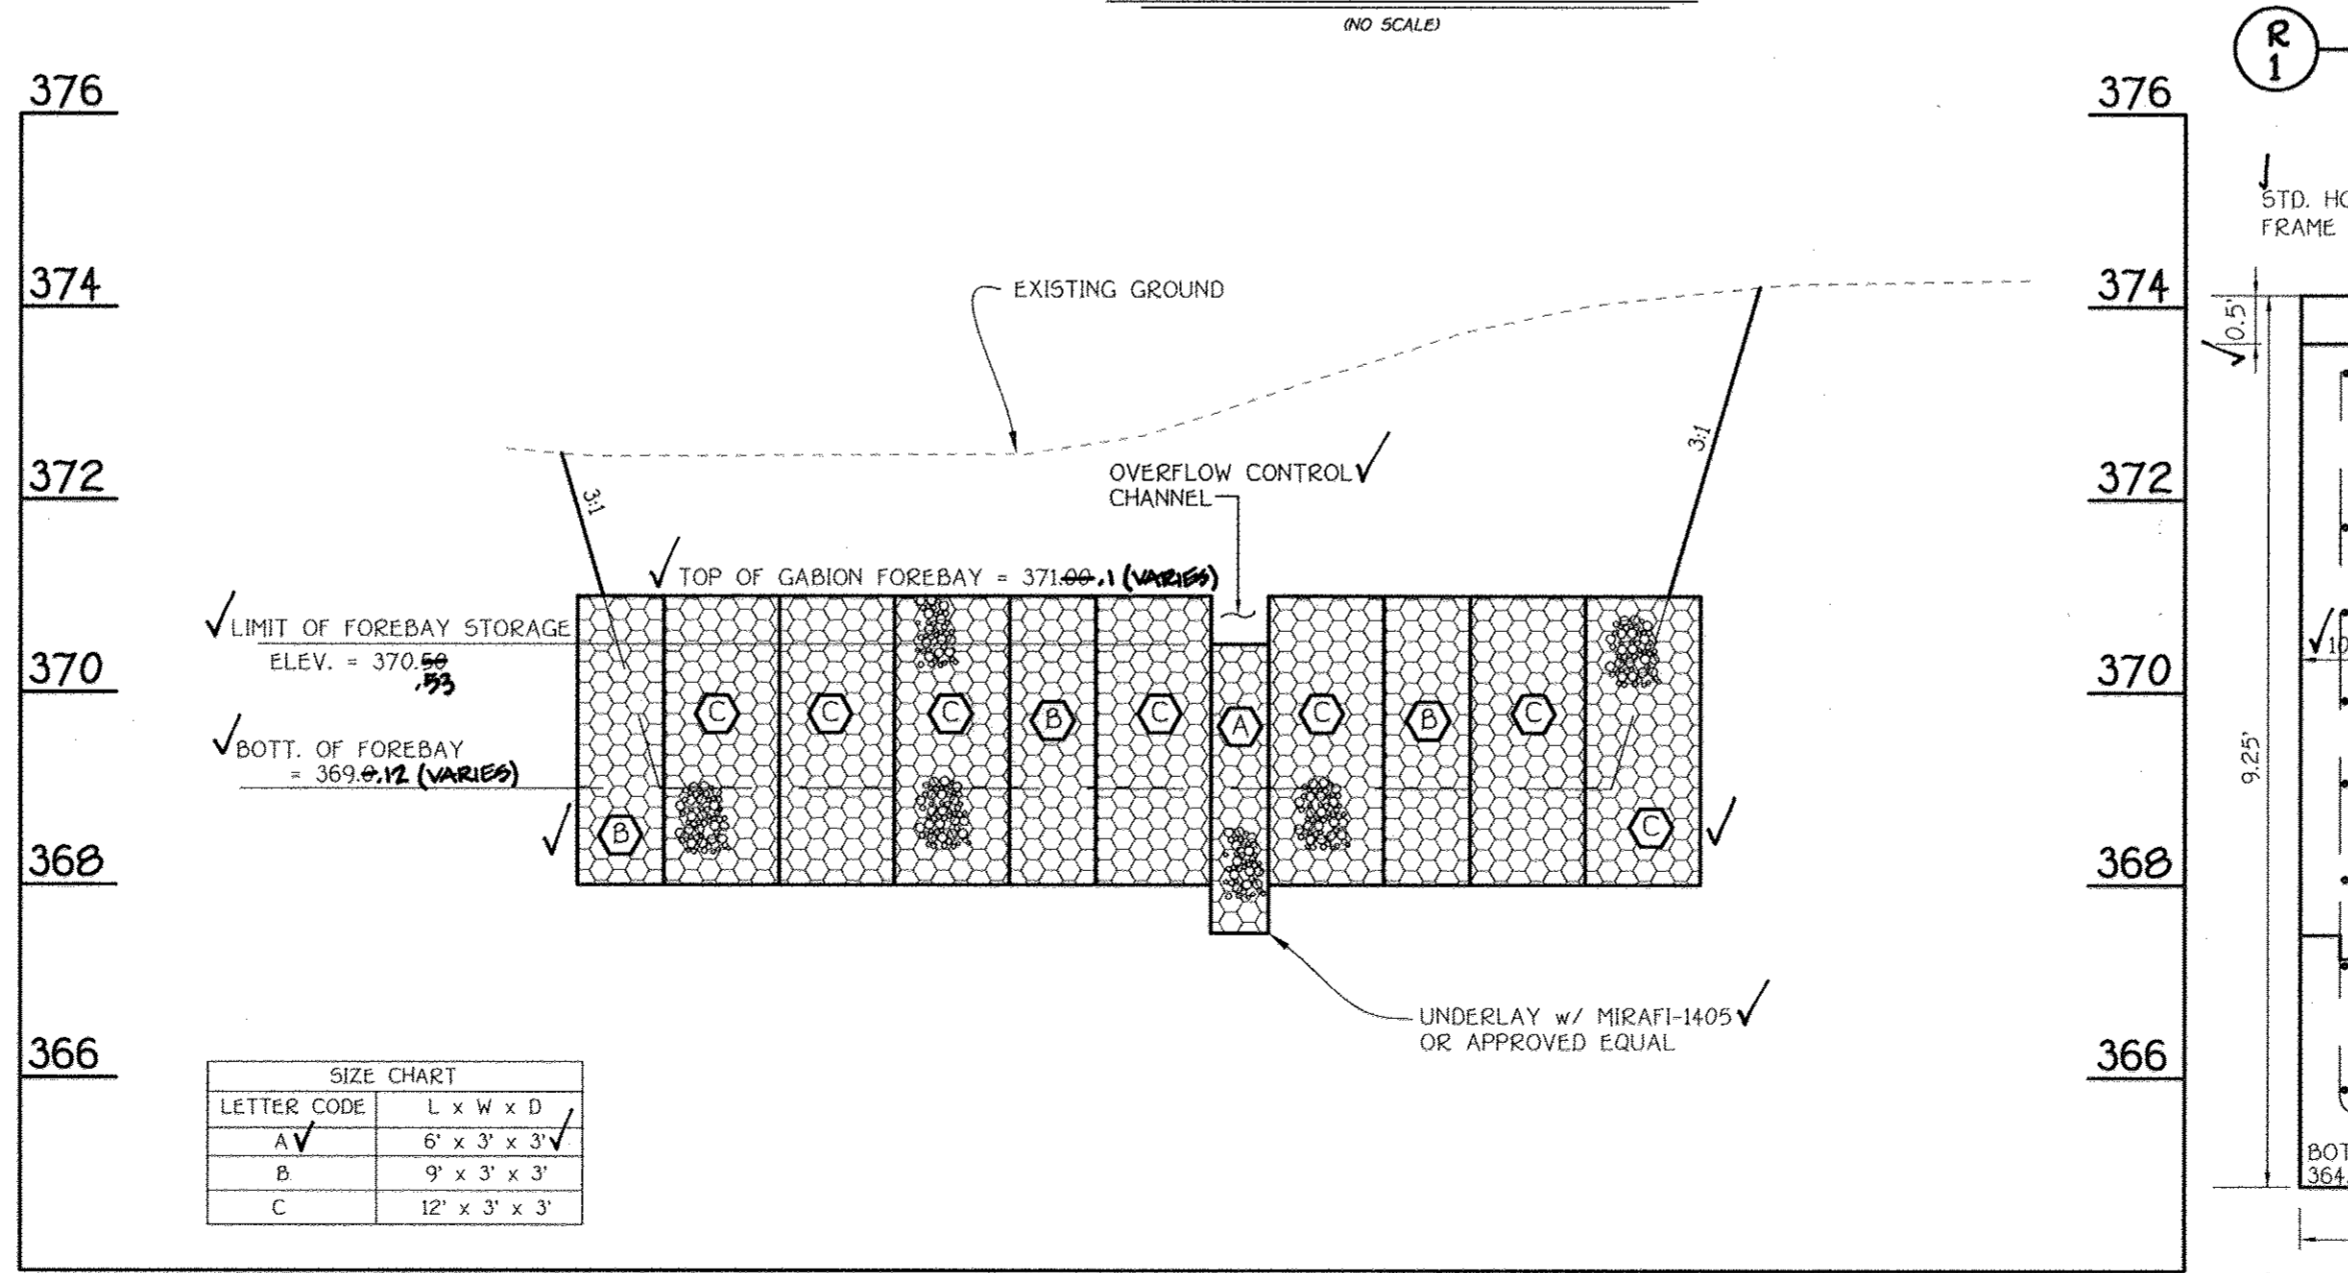 (NO SCALE)
R
1
376
376
STD. HO
FRAME
374
374
EXISTING GROUND
0.5'
3:1
372
372
3:1
OVERFLOW CONTROL
CHANNEL
TOP OF GABION FOREBAY = 371.00 .1 (VARIES)
LIMIT OF FOREBAY STORAGE
ELEV. = 370.50
.53
370
370
10
C
C
C
B
C
A
C
B
C
BOTT. OF FOREBAY
= 369.0 .12 (VARIES)
9.25'
B
C
368
368
UNDERLAY w/ MIRAFI-1405
OR APPROVED EQUAL
366
366
SIZE CHART
LETTER CODE L x W x D
A 6' x 3' x 3'
B 9' x 3' x 3'
C 12' x 3' x 3'
BOT
364.